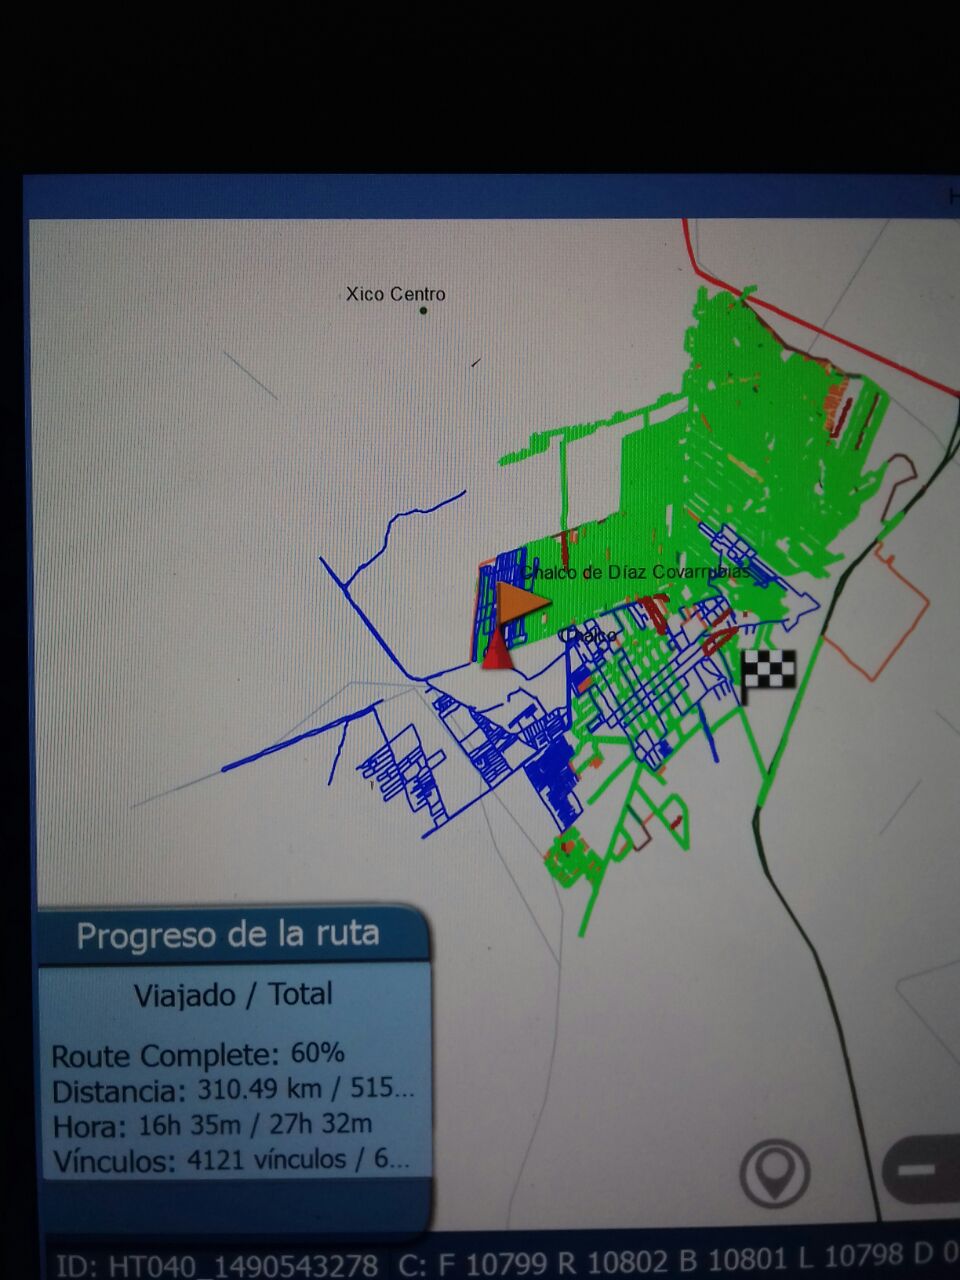 Xico Centro
Chalco de Díaz Covarrubias
Chalco
Progreso de la ruta
Viajado / Total
Route Complete: 60%
Distancia: 310.49 km / 515...
Hora: 16h 35m / 27h 32m
Vínculos: 4121 vínculos / 6...
ID: HT040_1490543278 C: F 10799 R 10802 B 10801 L 10798 D 0